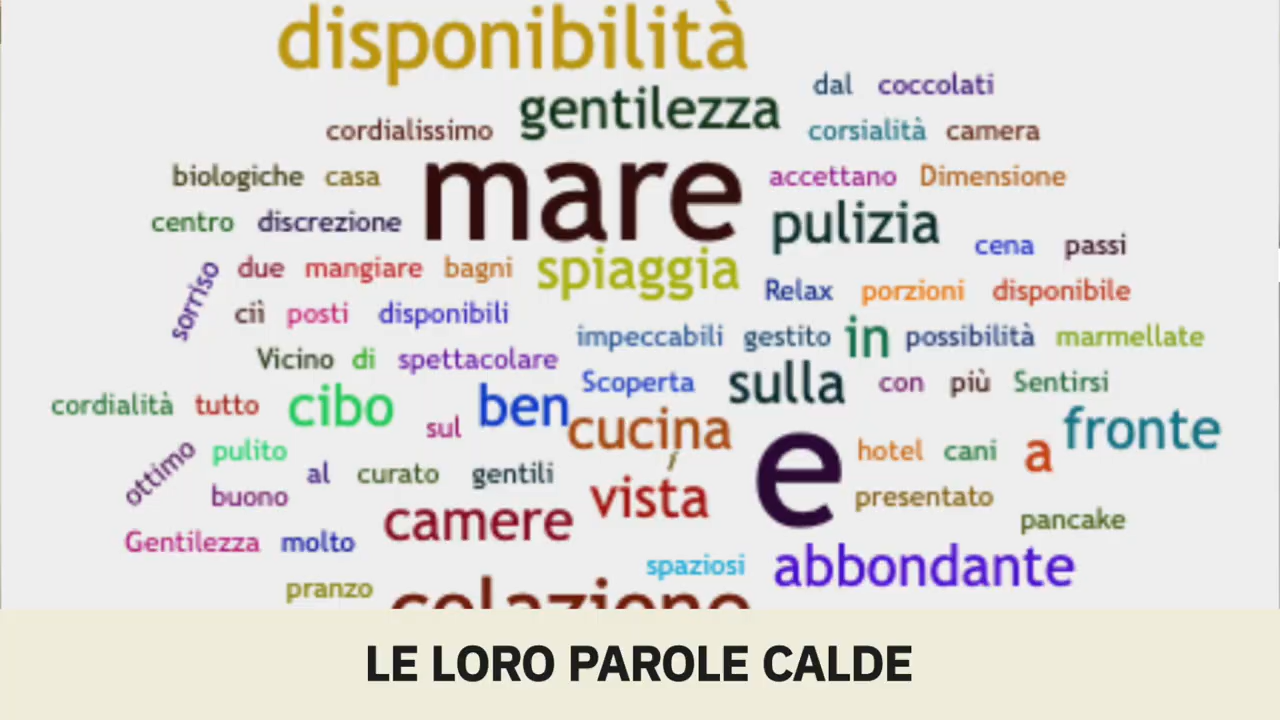 disponibilità
dal coccolati
gentilezza
cordialissimo corsialità camera
mare
biologiche casa accettano Dimensione
centro discrezione pulizia
cena passi
sorriso due mangiare bagni spiaggia
Relax porzioni disponibile
ciì posti disponibili
impeccabili gestito in possibilità marmellate
Vicino di spettacolare
Scoperta sulla con più Sentirsi
cordialità tutto cibo sul ben cucina fronte
e
ottimo pulito hotel cani a
al curato gentili /
buono vista presentato
camere pancake
Gentilezza molto
spaziosi abbondante
pranzo colazione
LE LORO PAROLE CALDE